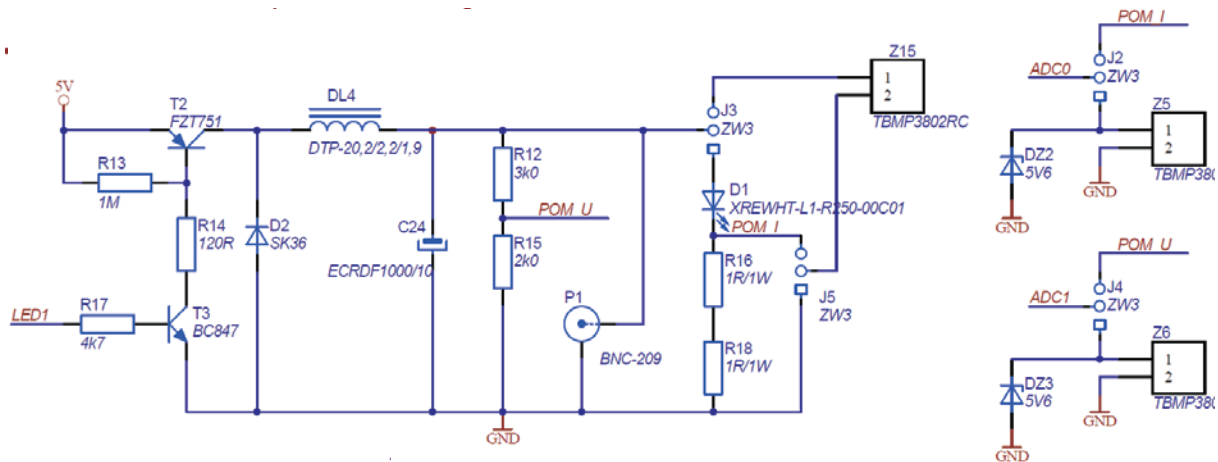 5V
T2
FZT751
R13
1M
R14
120R
LED1
R17
4k7
T3
BC847
D2
SK36
DL4
DTP-20,2/2,2/1,9
C24
ECRDF1000/10
R12
3k0
POM_U
R15
2k0
P1
BNC-209
GND
J3
ZW3
D1
XREWHT-L1-R250-00C01
POM_I
R16
1R/1W
R18
1R/1W
J5
ZW3
Z15
1
2
TBMP3802RC
POM_I
J2
ADC0
ZW3
Z5
1
2
TBMP380
DZ2
5V6
GND
GND
POM_U
J4
ADC1
ZW3
Z6
1
2
TBMP380
DZ3
5V6
GND
GND